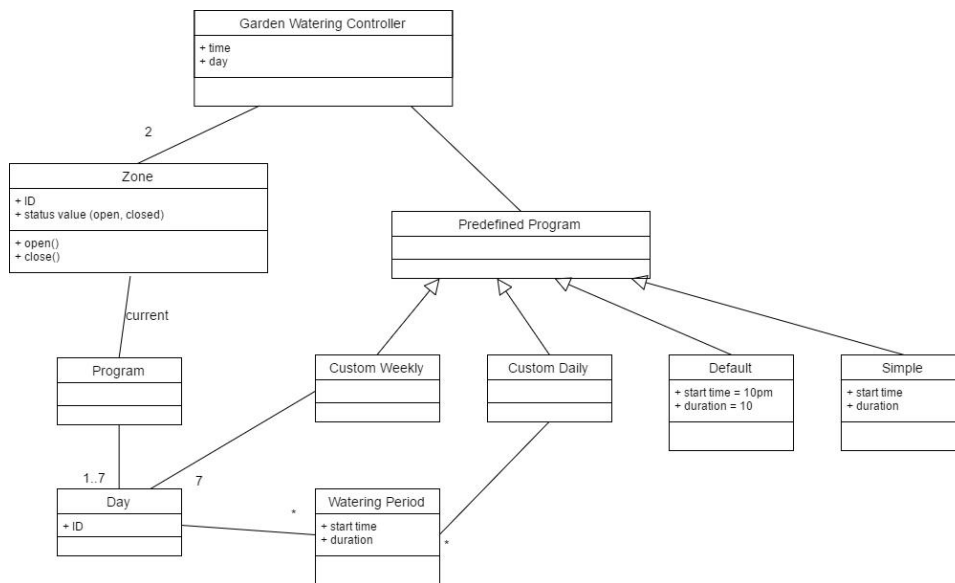 Garden Watering Controller
+ time
+ day
2
Zone
+ ID
+ status value (open, closed)
+ open()
+ close()
Predefined Program
current
Program
Custom Weekly
Custom Daily
Default
+ start time = 10pm
+ duration = 10
Simple
+ start time
+ duration
1..7
7
Day
+ ID
*
Watering Period
+ start time
+ duration
*